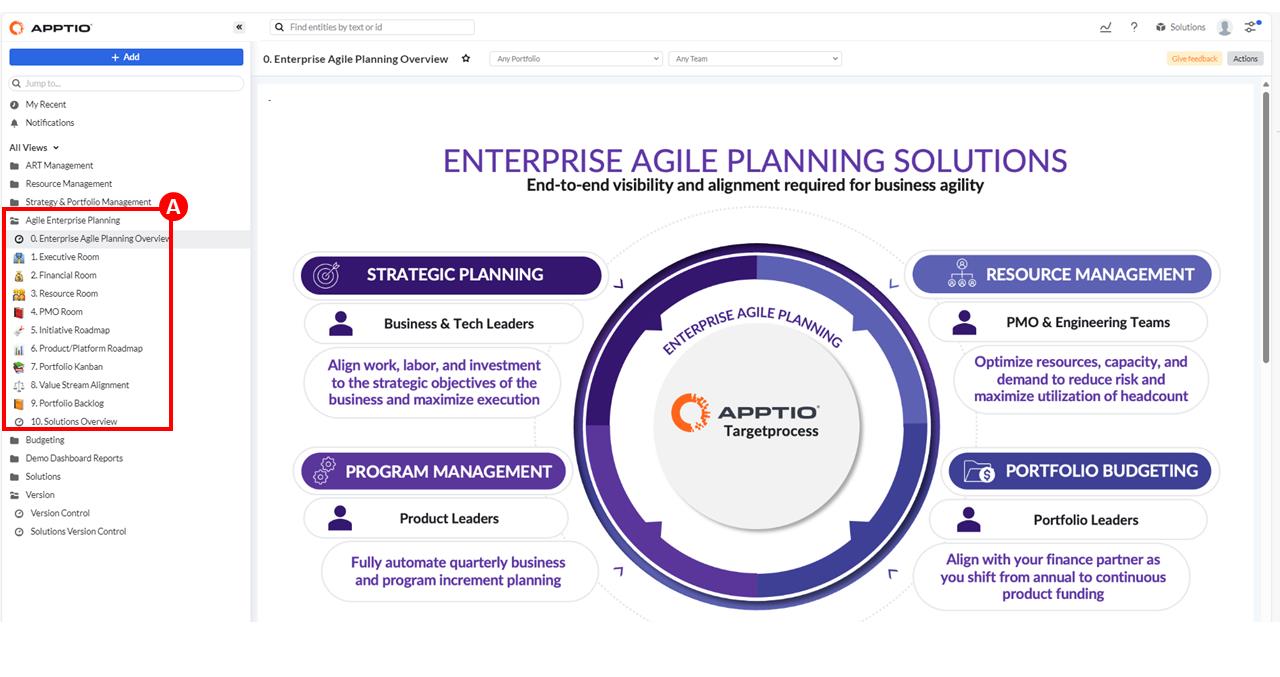 APPTIO
«
Find entities by text or id
?
Solutions
+ Add
0. Enterprise Agile Planning Overview
Any Portfolio
Any Team
Give feedback
Actions
Jump to...
My Recent
Notifications
All Views
ART Management
Resource Management
Strategy & Portfolio Management
A
Agile Enterprise Planning
0. Enterprise Agile Planning Overview
1. Executive Room
2. Financial Room
3. Resource Room
4. PMO Room
5. Initiative Roadmap
6. Product/Platform Roadmap
7. Portfolio Kanban
8. Value Stream Alignment
9. Portfolio Backlog
10. Solutions Overview
Budgeting
Demo Dashboard Reports
Solutions
Version
Version Control
Solutions Version Control
-
ENTERPRISE AGILE PLANNING SOLUTIONS
End-to-end visibility and alignment required for business agility
STRATEGIC PLANNING
Business & Tech Leaders
Align work, labor, and investment
to the strategic objectives of the
business and maximize execution
RESOURCE MANAGEMENT
PMO & Engineering Teams
Optimize resources, capacity, and
demand to reduce risk and
maximize utilization of headcount
ENTERPRISE AGILE PLANNING
APPTIO
Targetprocess
PROGRAM MANAGEMENT
Product Leaders
Fully automate quarterly business
and program increment planning
PORTFOLIO BUDGETING
Portfolio Leaders
Align with your finance partner as
you shift from annual to continuous
product funding